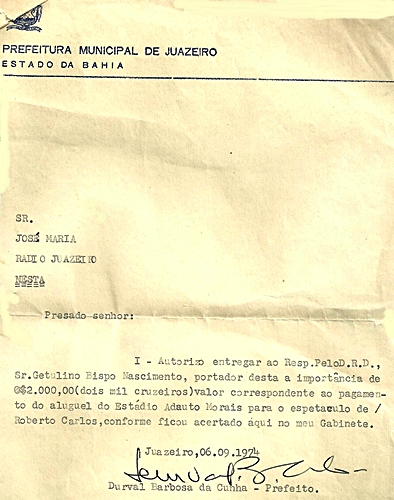 PREFEITURA MUNICIPAL DE JUAZEIRO
ESTADO DA BAHIA
SR.
JOSÉ MARIA
RADIO JUAZEIRO
NESTA
Presado senhor:
I - Autorizo entregar ao Resp.PeloD.R.D.,
Sr.Getulino Bispo Nascimento, portador desta a importância de
@$2.000,00(dois mil cruzeiros)valor correspondente ao pagamen-
to do aluguel do Estádio Adauto Morais para o espetaculo de /
Roberto Carlos,conforme ficou acertado àqui no meu Gabinete.
Juazeiro,06.09.1974
Durval Barbosa da Cunha - Prefeito.